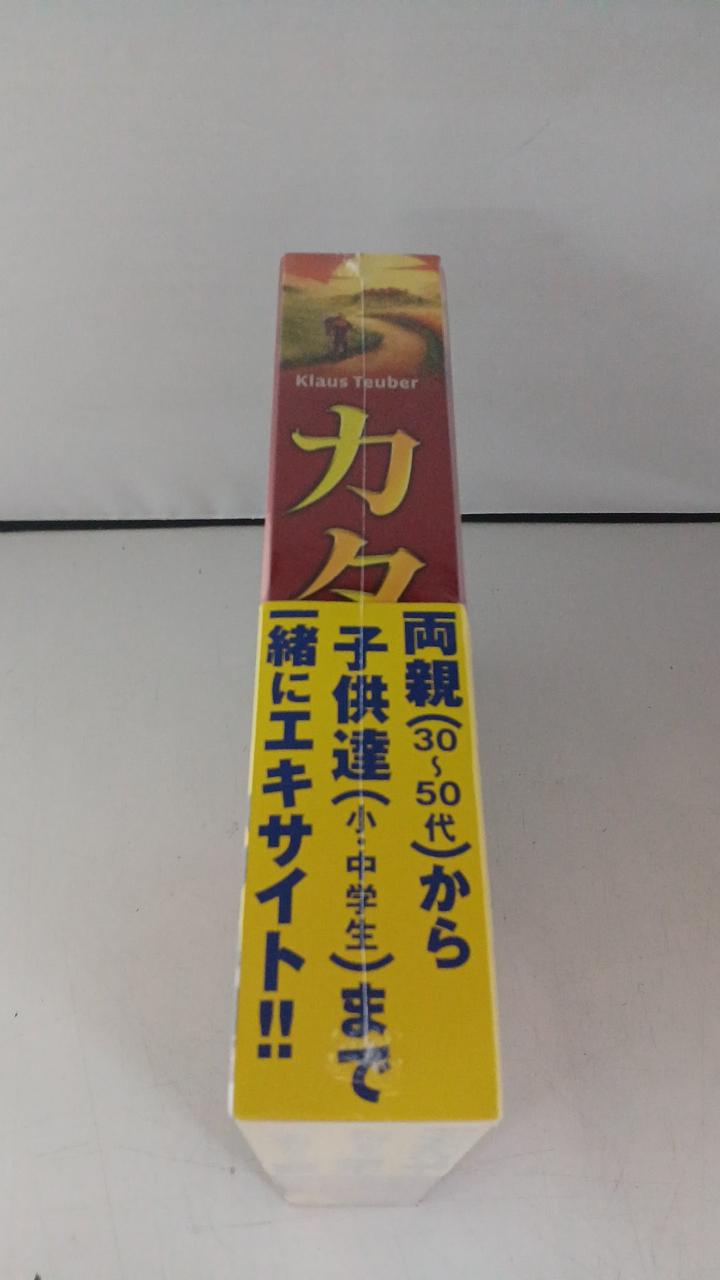 Klaus Teuber
カタ
両親(30~50代)から
子供達(小・中学生)まで
一緒にエキサイト!!